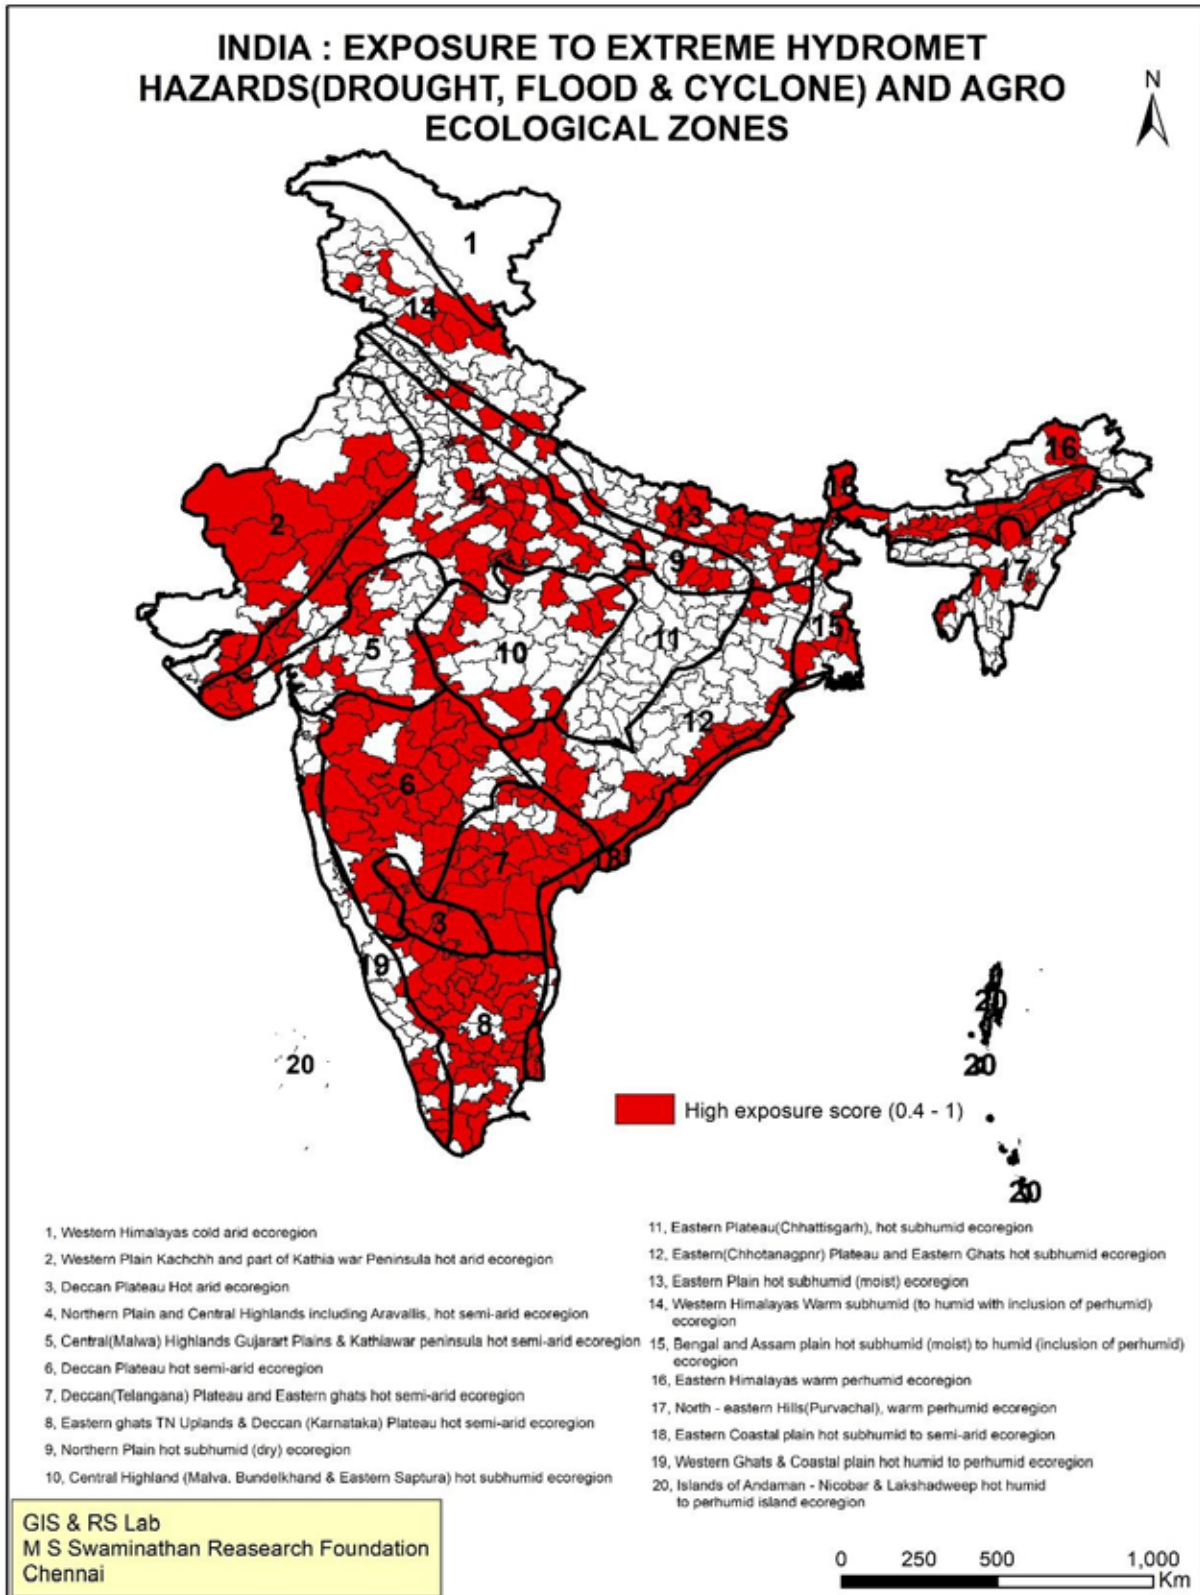 INDIA : EXPOSURE TO EXTREME HYDROMET
HAZARDS(DROUGHT, FLOOD & CYCLONE) AND AGRO
ECOLOGICAL ZONES
N
1
14
16
16
2
4
13
9
17
5
10
11
15
12
6
7
18
3
19
8
20
20
20
20
High exposure score (0.4 - 1)
1, Western Himalayas cold arid ecoregion
2, Western Plain Kachchh and part of Kathia war Peninsula hot arid ecoregion
3, Deccan Plateau Hot arid ecoregion
4, Northern Plain and Central Highlands including Aravallis, hot semi-arid ecoregion
5, Central(Malwa) Highlands Gujarart Plains & Kathiawar peninsula hot semi-arid ecoregion
6, Deccan Plateau hot semi-arid ecoregion
7, Deccan(Telangana) Plateau and Eastern ghats hot semi-arid ecoregion
8, Eastern ghats TN Uplands & Deccan (Karnataka) Plateau hot semi-arid ecoregion
9, Northern Plain hot subhumid (dry) ecoregion
10, Central Highland (Malva. Bundelkhand & Eastern Saptura) hot subhumid ecoregion
11, Eastern Plateau(Chhattisgarh), hot subhumid ecoregion
12, Eastern(Chhotanagpnr) Plateau and Eastern Ghats hot subhumid ecoregion
13, Eastern Plain hot subhumid (moist) ecoregion
14, Western Himalayas Warm subhumid (to humid with inclusion of perhumid)
ecoregion
15, Bengal and Assam plain hot subhumid (moist) to humid (inclusion of perhumid)
ecoregion
16, Eastern Himalayas warm perhumid ecoregion
17, North - eastern Hills(Purvachal), warm perhumid ecoregion
18, Eastern Coastal plain hot subhumid to semi-arid ecoregion
19, Western Ghats & Coastal plain hot humid to perhumid ecoregion
20, Islands of Andaman - Nicobar & Lakshadweep hot humid
to perhumid island ecoregion
GIS & RS Lab
M S Swaminathan Reasearch Foundation
Chennai
0 250 500 1,000
Km